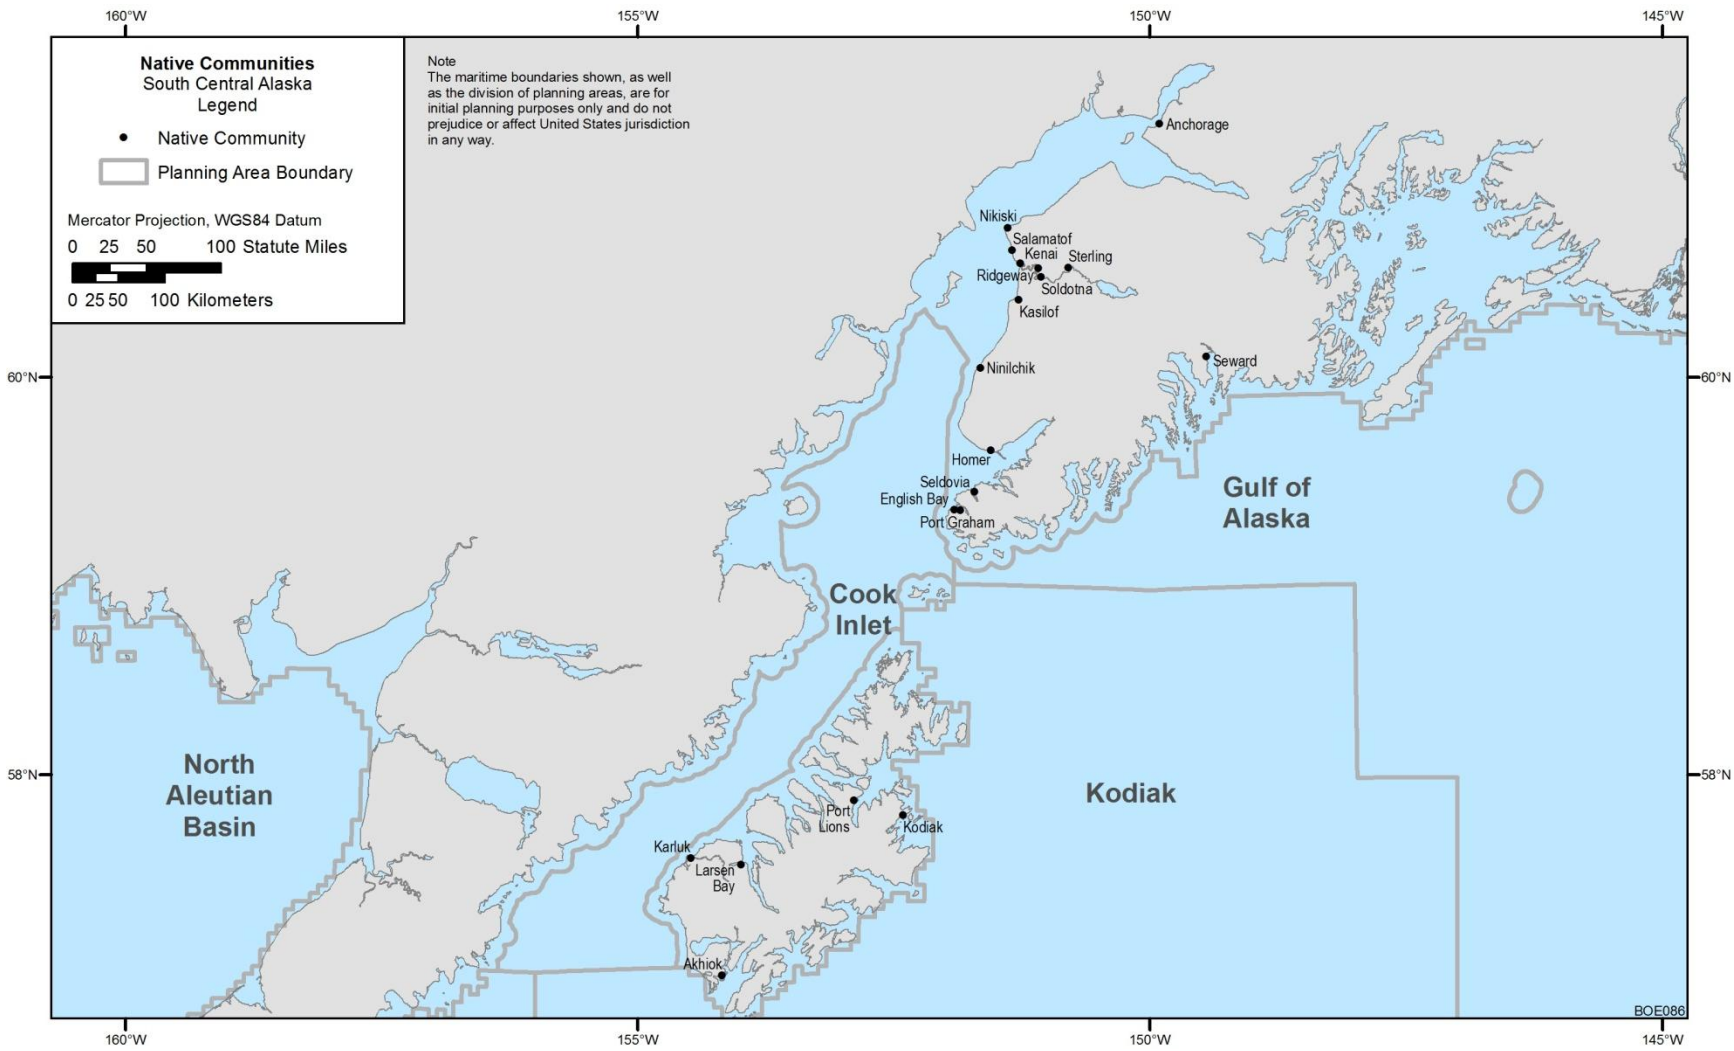 160°W
155°W
150°W
145°W
Native Communities
South Central Alaska
Legend
Native Community
Planning Area Boundary
Mercator Projection, WGS84 Datum
0 25 50 100 Statute Miles
0 25 50 100 Kilometers
Note
The maritime boundaries shown, as well
as the division of planning areas, are for
initial planning purposes only and do not
prejudice or affect United States jurisdiction
in any way.
Anchorage
Nikiski
Salamatof
Kenai
Sterling
Ridgeway
Soldotna
Kasilof
Ninilchik
Seward
60°N
60°N
Homer
Seldovia
English Bay
Port Graham
Gulf of
Alaska
Cook
Inlet
North
Aleutian
Basin
Kodiak
58°N
58°N
Port
Lions
Kodiak
Karluk
Larsen
Bay
Akhiok
BOE086
160°W
155°W
150°W
145°W